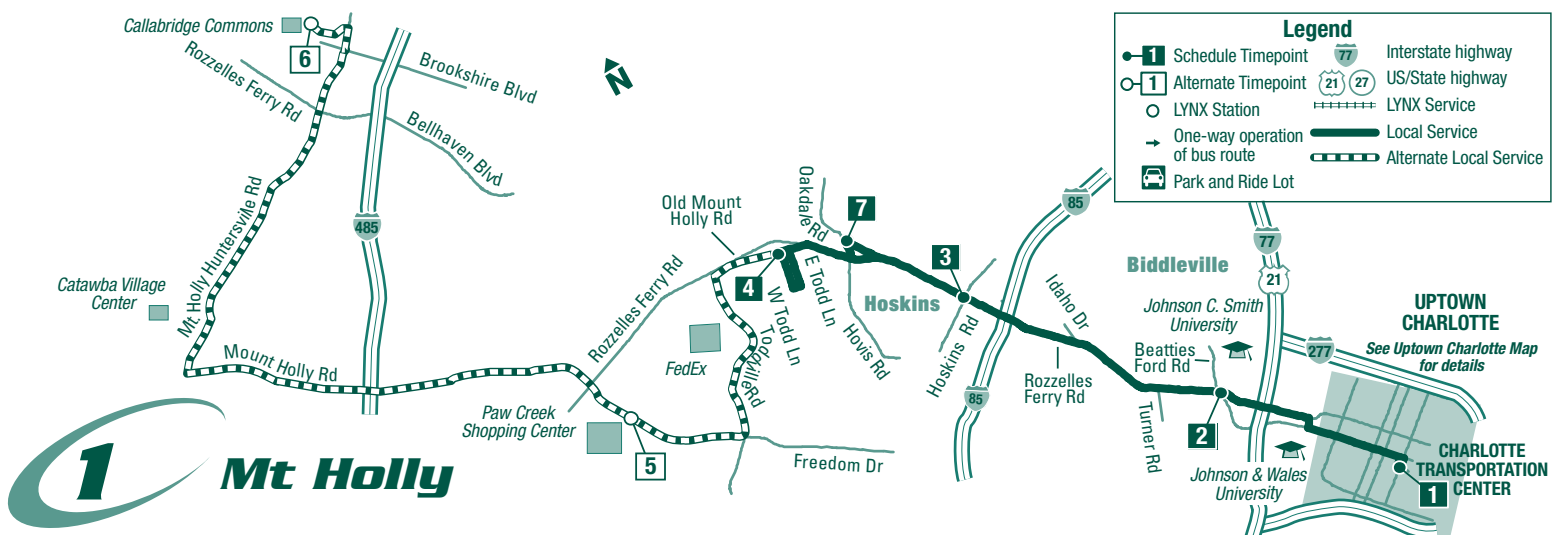 Callabridge Commons
6
Rozzelles Ferry Rd
Brookshire Blvd
Bellhaven Blvd
N
Legend
1 Schedule Timepoint
1 Alternate Timepoint
LYNX Station
One-way operation
of bus route
Park and Ride Lot
77 Interstate highway
21 27 US/State highway
LYNX Service
Local Service
Alternate Local Service
485
Mt Holly Huntersville Rd
Catawba Village
Center
Mount Holly Rd
Old Mount
Holly Rd
Rozzelles Ferry Rd
Oakdale Rd
7
4
E Todd Ln
W Todd Ln
Toddville Rd
FedEx
Hovis Rd
Hoskins
3
Hoskins Rd
85
85
Idaho Dr
Rozzelles
Ferry Rd
Paw Creek
Shopping Center
5
Freedom Dr
Turner Rd
Biddleville
77
21
Johnson C. Smith
University
Beatties
Ford Rd
2
277
UPTOWN
CHARLOTTE
See Uptown Charlotte Map
for details
Johnson & Wales
University
CHARLOTTE
TRANSPORTATION
CENTER
1
1 Mt Holly